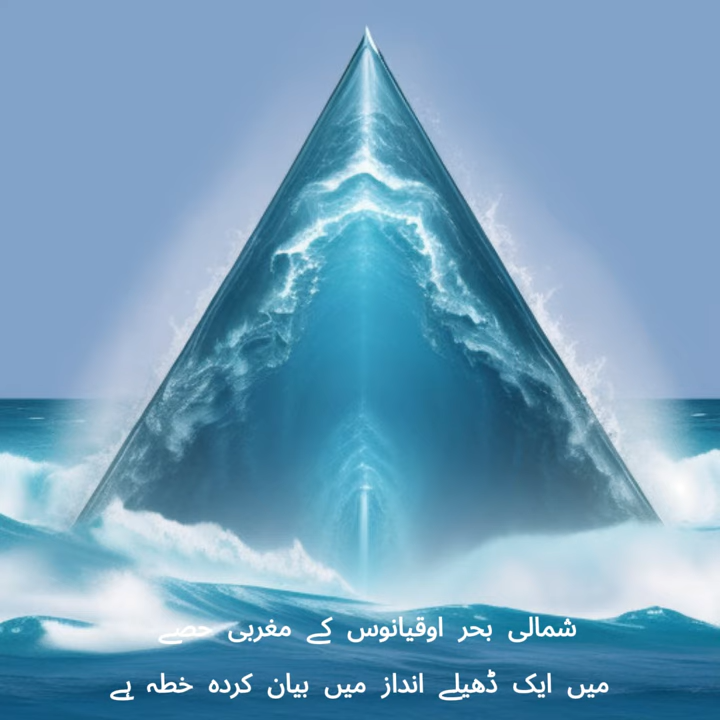 شمالی بحر اوقیانوس کے مغربی حصے
میں ایک ڈھیلے انداز میں بیان کردہ خطہ ہے